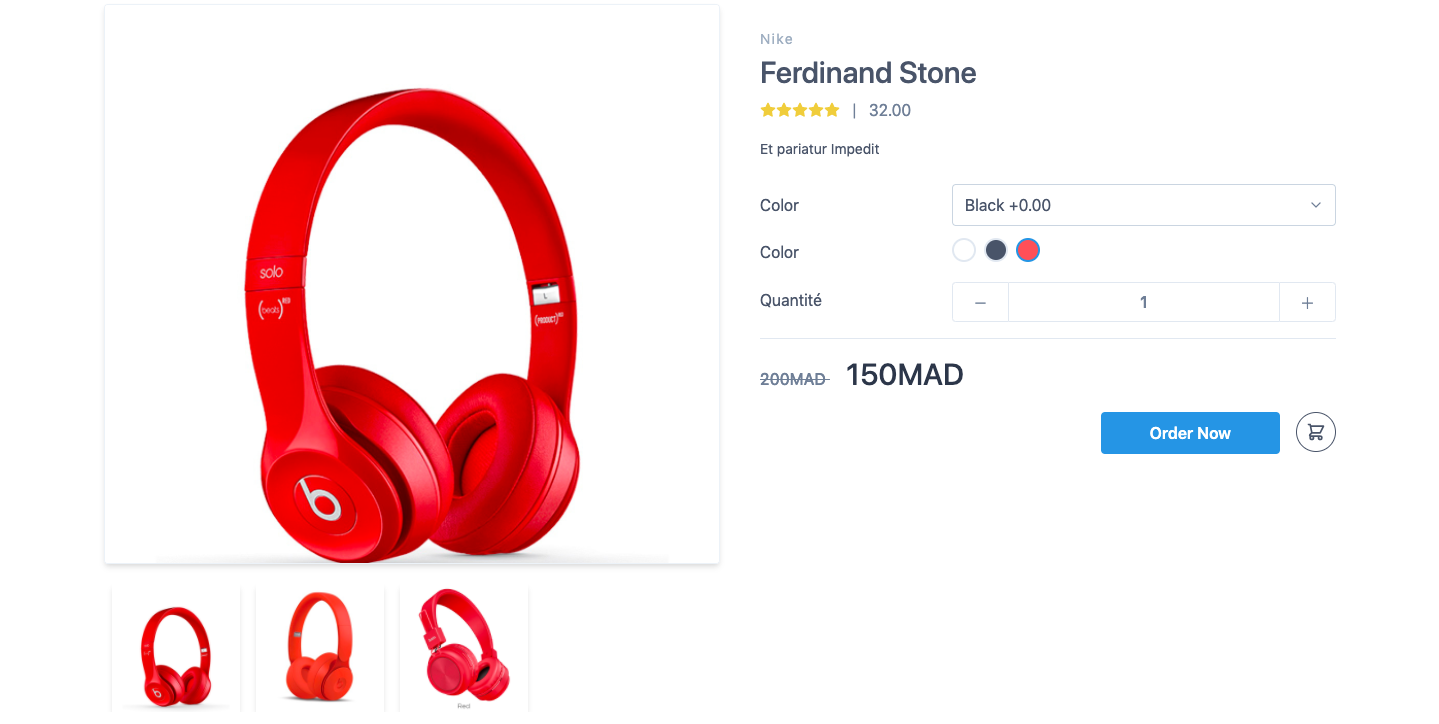 Nike
Ferdinand Stone
| 32.00
Et pariatur Impedit
Color
Black +0.00
Color
Quantité
− 1 +
200MAD 150MAD
Order Now
solo
(beats)RED
L
(PRODUCT)RED
b
Red